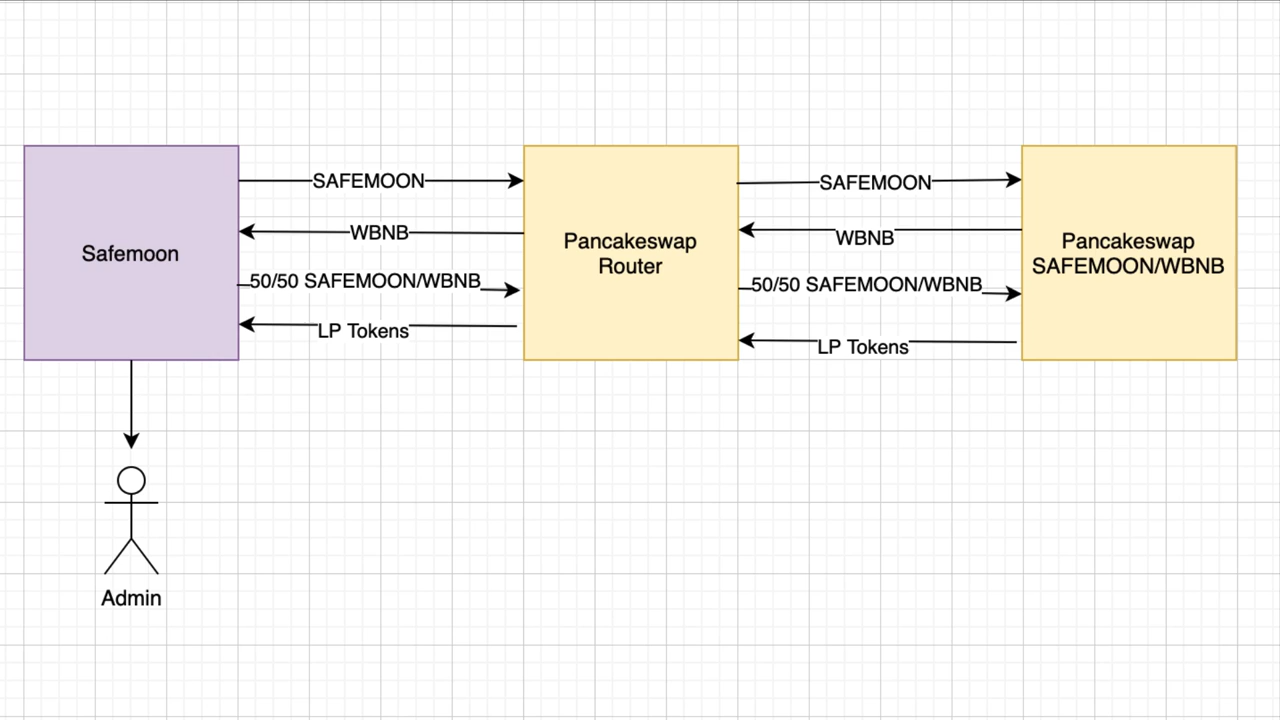 SAFEMOON
SAFEMOON
WBNB
WBNB
Safemoon
Pancakeswap
Router
Pancakeswap
SAFEMOON/WBNB
50/50 SAFEMOON/WBNB
50/50 SAFEMOON/WBNB
LP Tokens
LP Tokens
Admin